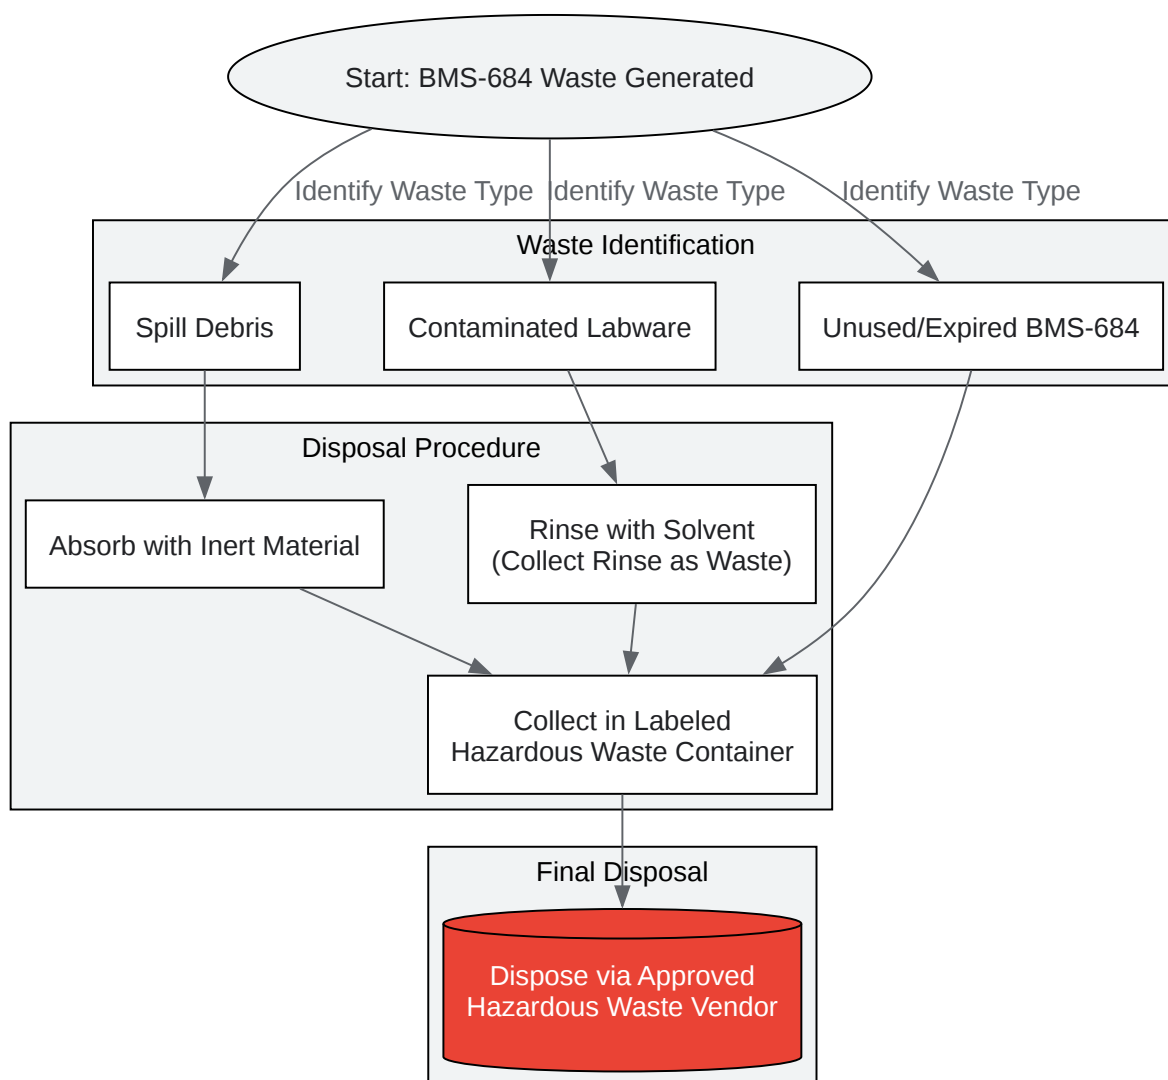 Start: BMS-684 Waste Generated
Identify Waste Type
Identify Waste Type
Identify Waste Type
Waste Identification
Spill Debris
Contaminated Labware
Unused/Expired BMS-684
Disposal Procedure
Absorb with Inert Material
Rinse with Solvent
(Collect Rinse as Waste)
Collect in Labeled
Hazardous Waste Container
Final Disposal
Dispose via Approved
Hazardous Waste Vendor